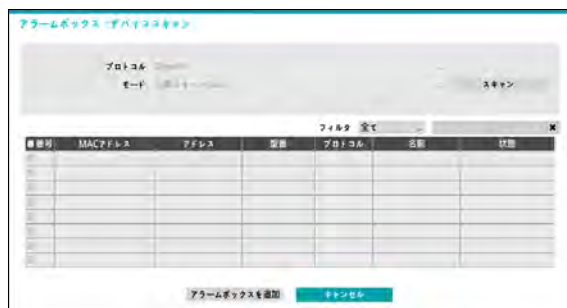 アラームボックス デバイススキャン
プロトコル
モード
スキャン
フィルタ 全て
番号 MACアドレス アドレス 型番 プロトコル 名前 状態
アラームボックスを追加 キャンセル